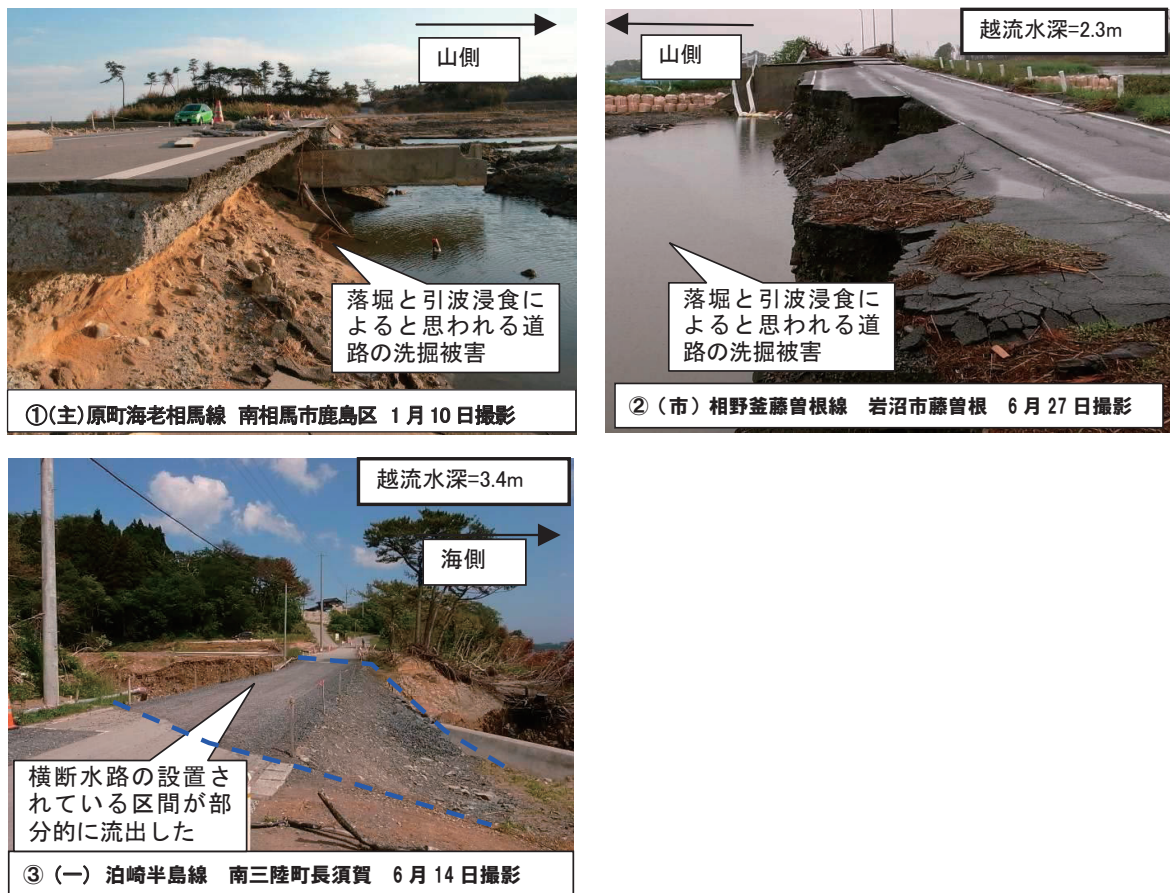 山側
落堀と引波浸食に
よると思われる道
路の洗掘被害
①(主)原町海老相馬線 南相馬市鹿島区 1月10日撮影
越流水深=2.3m
山側
落堀と引波浸食に
よると思われる道
路の洗掘被害
②（市）相野釜藤曽根線 岩沼市藤曽根 6月27日撮影
越流水深=3.4m
海側
横断水路の設置さ
れている区間が部
分的に流出した
③（一）泊崎半島線 南三陸町長須賀 6月14日撮影